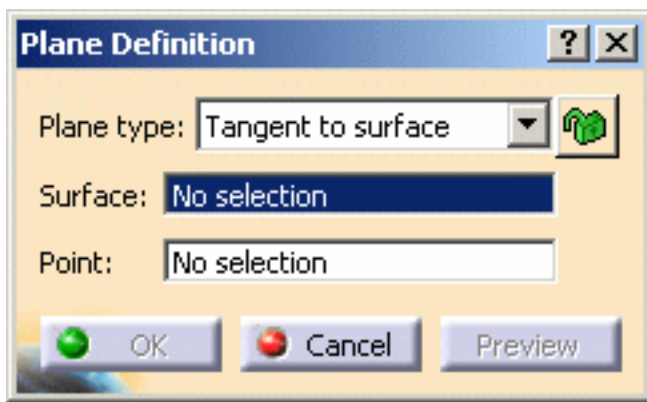 Plane Definition ? X
Plane type: Tangent to surface
Surface: No selection
Point: No selection
OK Cancel Preview